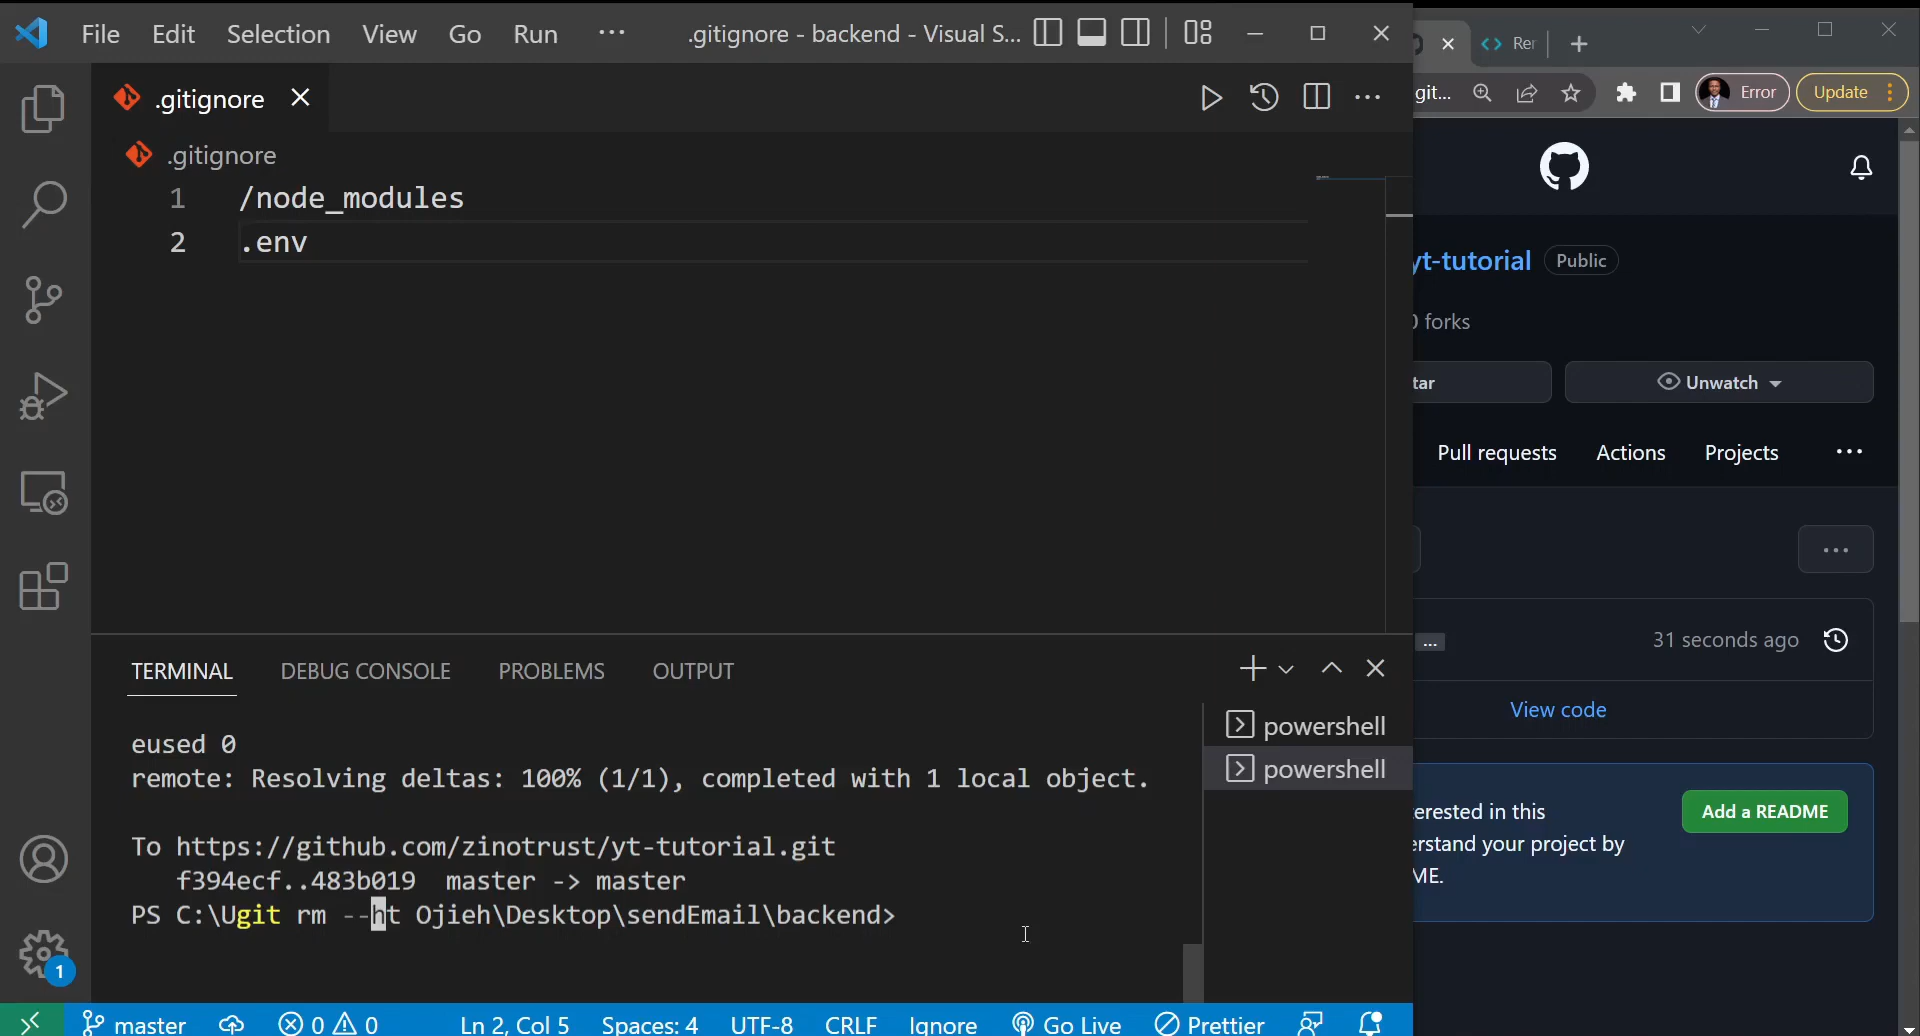 File Edit Selection View Go Run ··· .gitignore - backend - Visual S...
.gitignore
.gitignore
1 /node_modules
2 .env
TERMINAL DEBUG CONSOLE PROBLEMS OUTPUT
eused 0
remote: Resolving deltas: 100% (1/1), completed with 1 local object.
To https://github.com/zinotrust/yt-tutorial.git
f394ecf..483b019 master -> master
PS C:\Ugit rm --ht Ojieh\Desktop\sendEmail\backend>
powershell
powershell
1
master 0 0 Ln 2, Col 5 Spaces: 4 UTF-8 CRLF Ignore Go Live Prettier
Rer
git... Error Update
yt-tutorial Public
0 forks
tar Unwatch
Pull requests Actions Projects ...
...
... 31 seconds ago
View code
erested in this
erstand your project by
ME.
Add a README